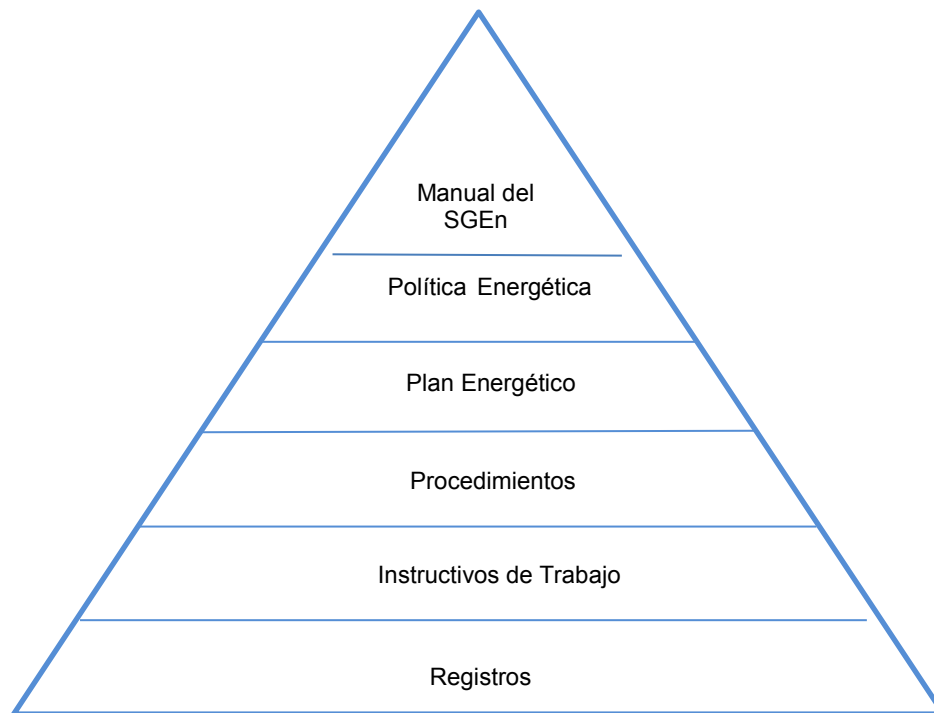 Manual del
SGEn
Política Energética
Plan Energético
Procedimientos
Instructivos de Trabajo
Registros